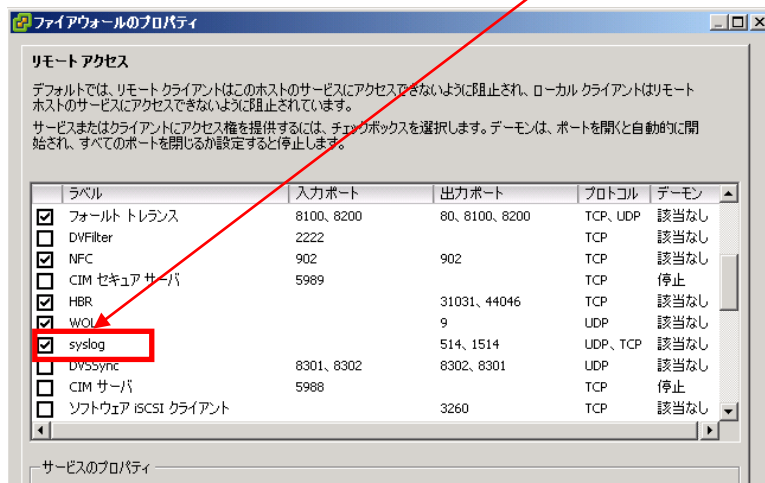 ファイアウォールのプロパティ
リモート アクセス
デフォルトでは、リモート クライアントはこのホストのサービスにアクセスできないように阻止され、ローカル クライアントはリモート
ホストのサービスにアクセスできないように阻止されています。
サービスまたはクライアントにアクセス権を提供するには、チェックボックスを選択します。デーモンは、ポートを開くと自動的に開
始され、すべてのポートを閉じるか設定すると停止します。
ラベル 入力ポート 出力ポート プロトコル デーモン
フォールト トレランス 8100、8200 80、8100、8200 TCP、UDP 該当なし
DVFilter 2222 TCP 該当なし
NFC 902 902 TCP 該当なし
CIM セキュア サーバ 5989 TCP 停止
HBR 31031、44046 TCP 該当なし
WOL 9 UDP 該当なし
syslog 514、1514 UDP、TCP 該当なし
DVSSync 8301、8302 8302、8301 UDP 該当なし
CIM サーバ 5988 TCP 停止
ソフトウェア iSCSI クライアント 3260 TCP 該当なし
サービスのプロパティ